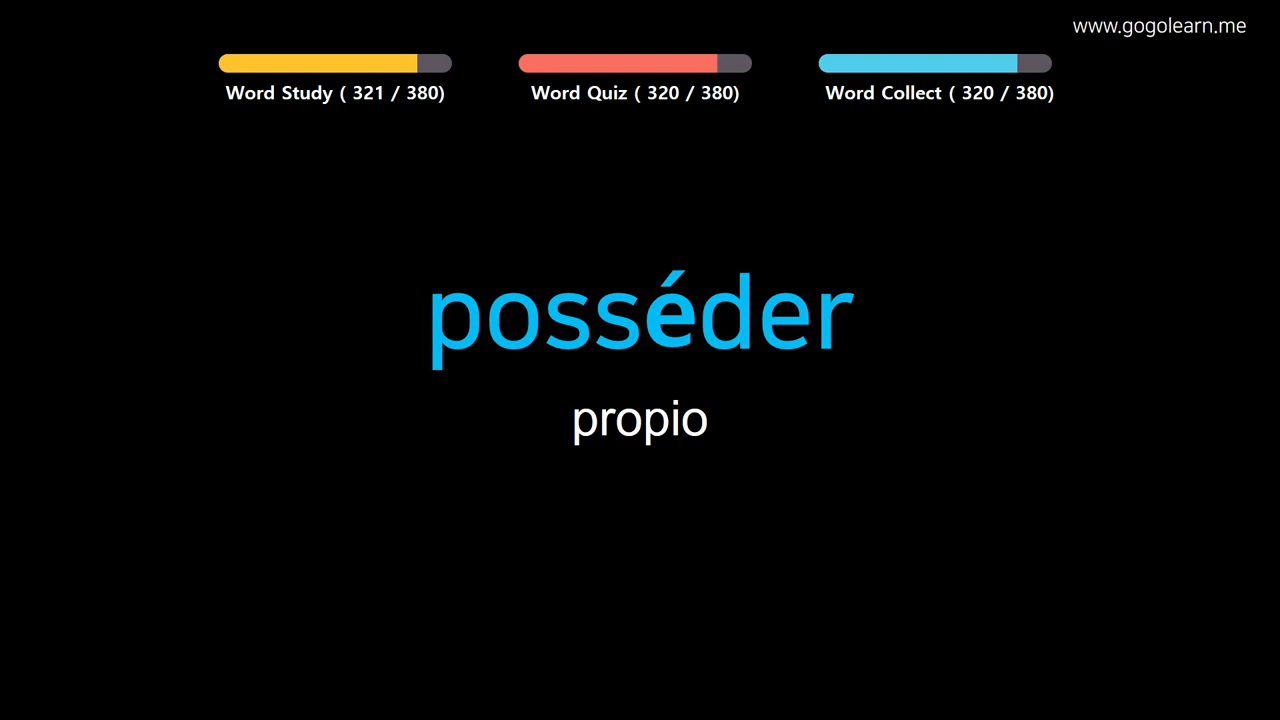 www.gogolearn.me
Word Study ( 321 / 380)
Word Quiz ( 320 / 380)
Word Collect ( 320 / 380)
posséder
propio